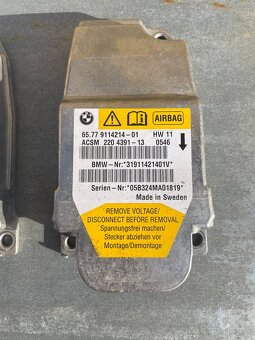 AIRBAG
65.77 9114214-01 HW 11
ACSM 220 4391-13 0546
BMW-Nr:*31911421401V*
Serien-Nr:*05B324MA01819*
Made in Sweden
REMOVE VOLTAGE/
DISCONNECT BEFORE REMOVAL
Spannungsfrei machen/
Stecker abziehen vor
Montage/Demontage